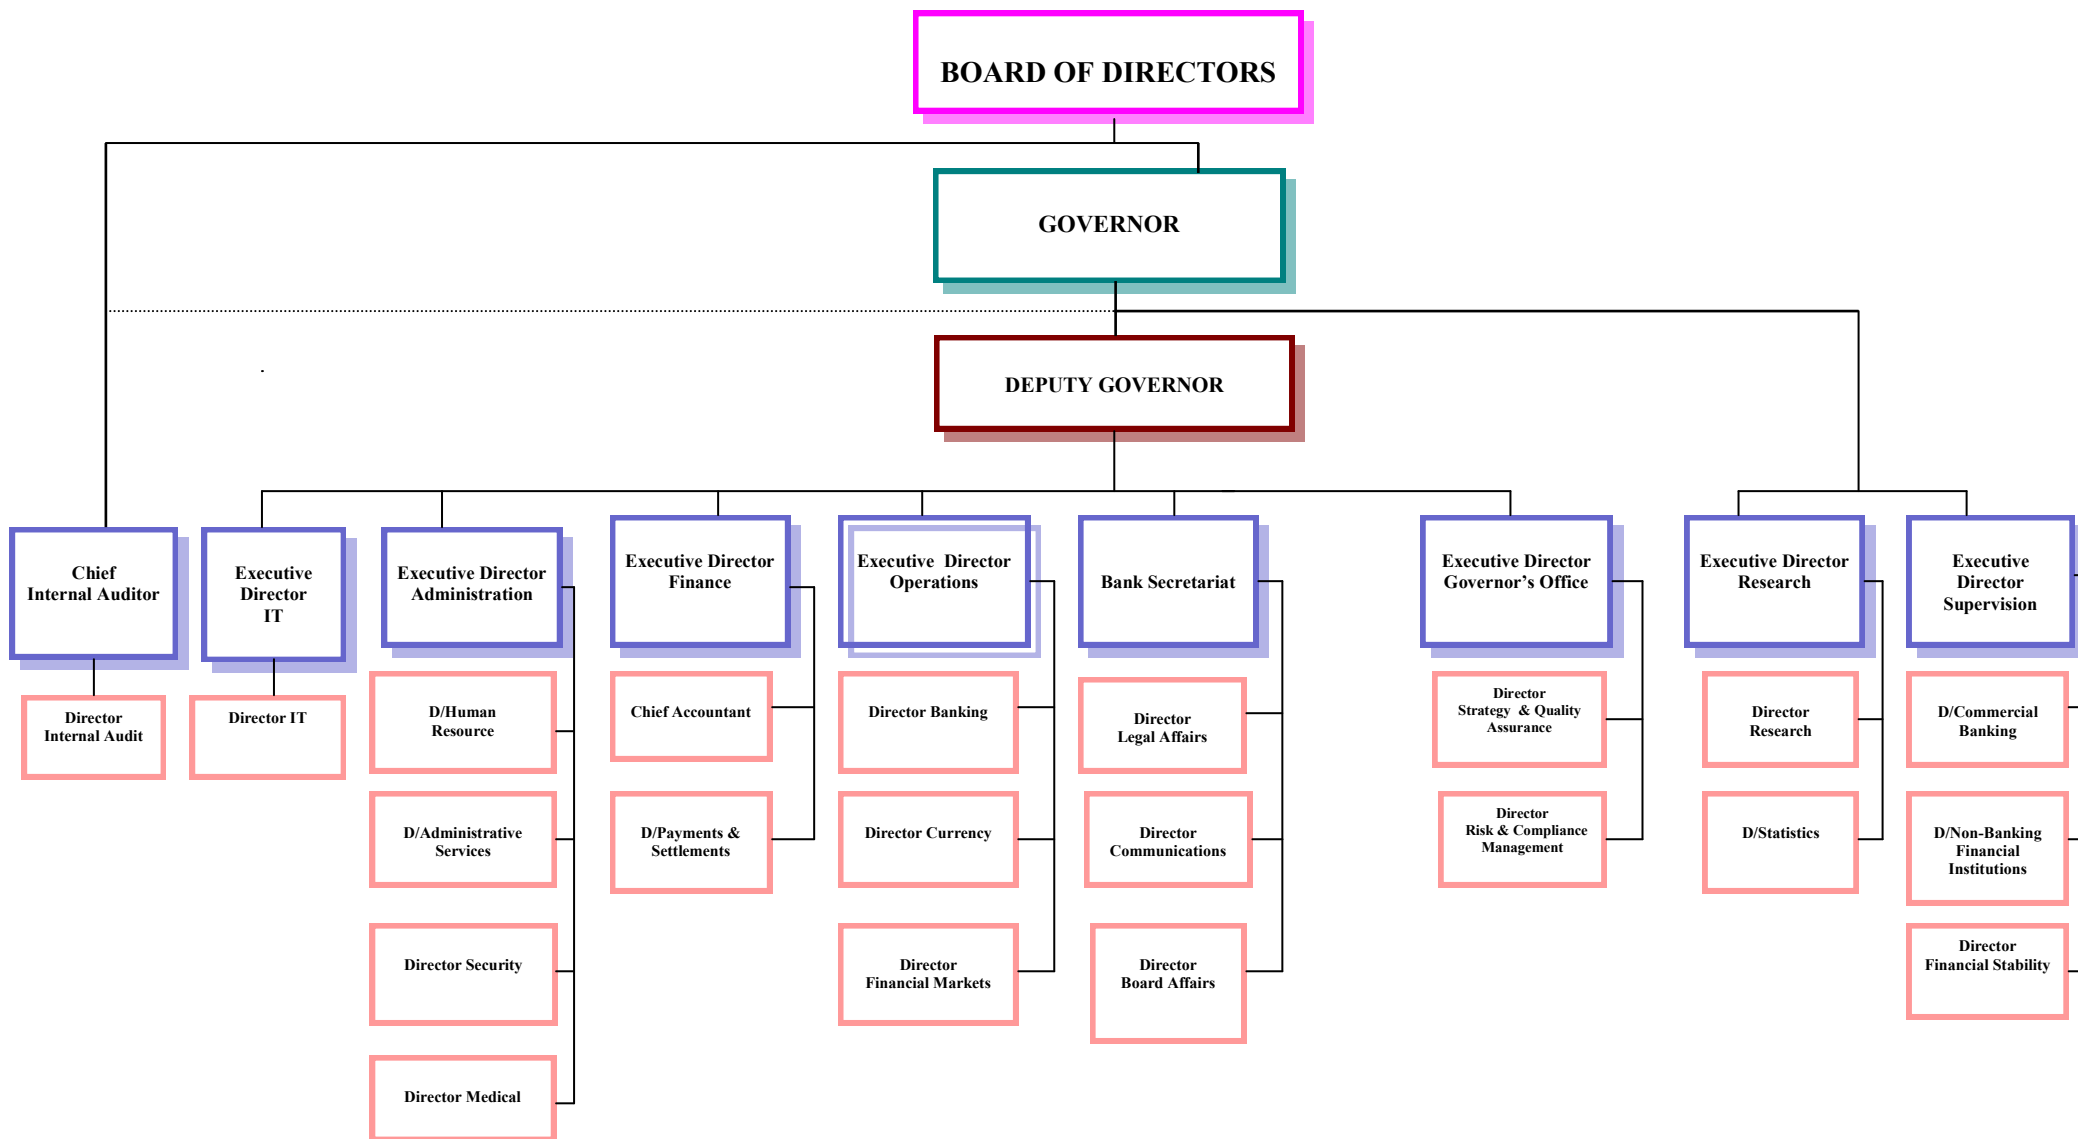 BOARD OF DIRECTORS
GOVERNOR
DEPUTY GOVERNOR
Chief
Internal Auditor
Executive
Director
IT
Executive Director
Administration
Executive Director
Finance
Executive Director
Operations
Bank Secretariat
Executive Director
Governor’s Office
Executive Director
Research
Executive
Director
Supervision
Director
Internal Audit
Director IT
D/Human
Resource
Chief Accountant
Director Banking
Director
Legal Affairs
Director
Strategy & Quality
Assurance
Director
Research
D/Commercial
Banking
D/Administrative
Services
D/Payments &
Settlements
Director Currency
Director
Communications
Director
Risk & Compliance
Management
D/Statistics
D/Non-Banking
Financial
Institutions
Director Security
Director
Financial Markets
Director
Board Affairs
Director
Financial Stability
Director Medical